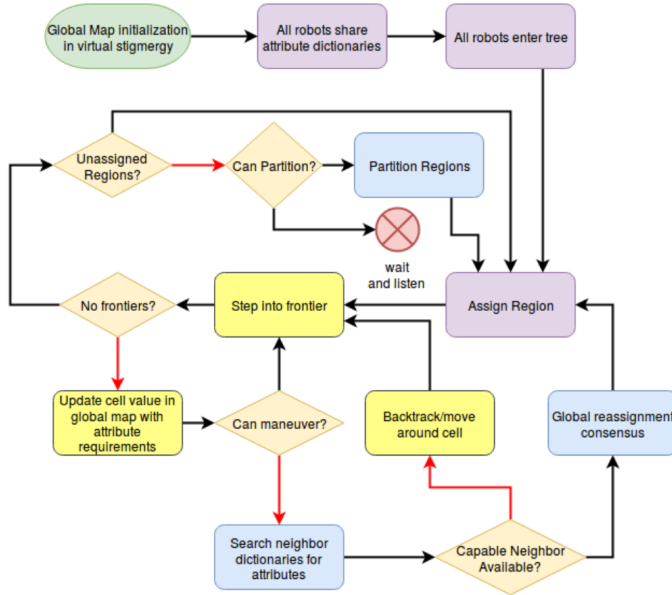 Global Map initialization
in virtual stigmergy
All robots share
attribute dictionaries
All robots enter tree
Unassigned
Regions?
Can Partition?
Partition Regions
wait
and listen
No frontiers?
Step into frontier
Assign Region
Update cell value in
global map with
attribute
requirements
Can maneuver?
Backtrack/move
around cell
Global reassignment
consensus
Search neighbor
dictionaries for
attributes
Capable Neighbor
Available?